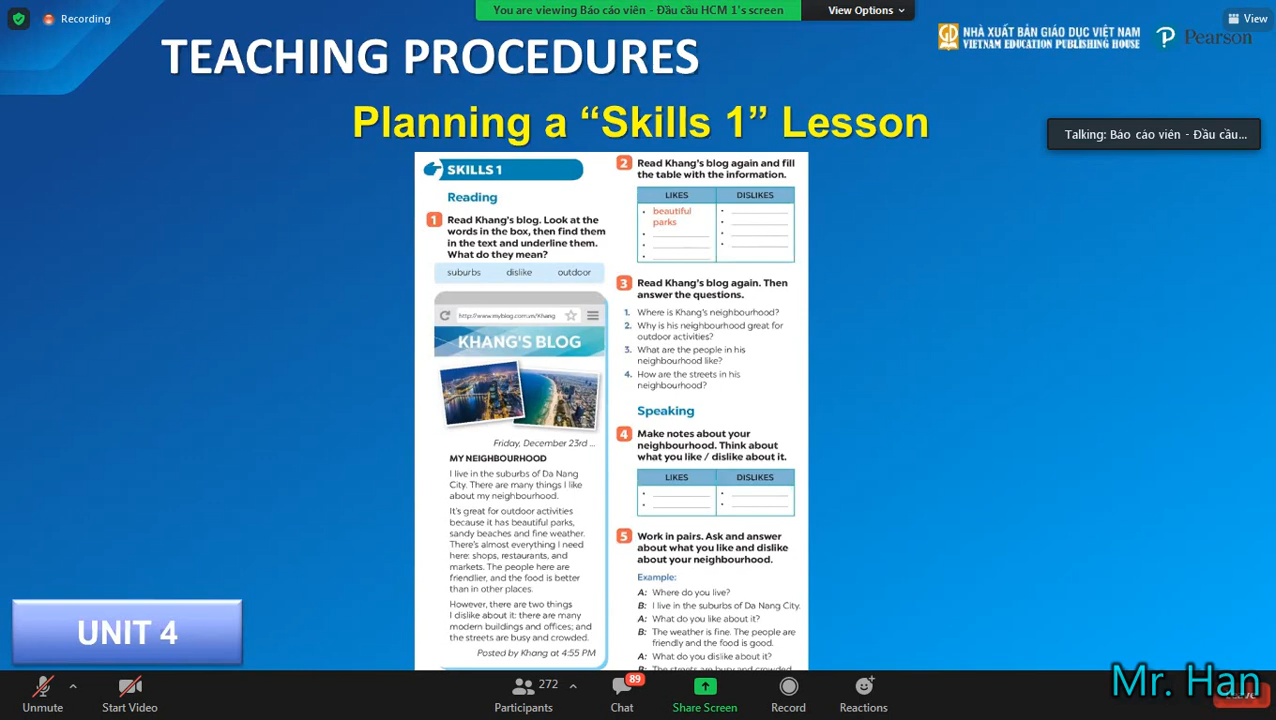 Recording
You are viewing Báo cáo viên - Đầu cầu HCM 1's screen
View Options
View
TEACHING PROCEDURES
NHÀ XUẤT BẢN GIÁO DỤC VIỆT NAM
VIETNAM EDUCATION PUBLISHING HOUSE
Pearson
Planning a “Skills 1” Lesson
Talking: Báo cáo viên - Đầu cầu...
SKILLS 1
Reading
1 Read Khang's blog. Look at the
words in the box, then find them
in the text and underline them.
What do they mean?
suburbs dislike outdoor
http://www.myblog.com.vn/Khang
KHANG'S BLOG
Friday, December 23rd ...
MY NEIGHBOURHOOD
I live in the suburbs of Da Nang
City. There are many things I like
about my neighbourhood.
It's great for outdoor activities
because it has beautiful parks,
sandy beaches and fine weather.
There's almost everything I need
here: shops, restaurants, and
markets. The people here are
friendlier, and the food is better
than in other places.
However, there are two things
I dislike about it: there are many
modern buildings and offices; and
the streets are busy and crowded.
Posted by Khang at 4:55 PM
2 Read Khang's blog again and fill
the table with the information.
LIKES DISLIKES
• beautiful
parks
3 Read Khang's blog again. Then
answer the questions.
1. Where is Khang's neighbourhood?
2. Why is his neighbourhood great for
outdoor activities?
3. What are the people in his
neighbourhood like?
4. How are the streets in his
neighbourhood?
Speaking
4 Make notes about your
neighbourhood. Think about
what you like / dislike about it.
LIKES DISLIKES
5 Work in pairs. Ask and answer
about what you like and dislike
about your neighbourhood.
Example:
A: Where do you live?
B: I live in the suburbs of Da Nang City.
A: What do you like about it?
B: The weather is fine. The people are
friendly and the food is good.
A: What do you dislike about it?
B: The streets are busy and crowded.
UNIT 4
Unmute
Start Video
272
Participants
89
Chat
Share Screen
Record
Reactions
Mr. Han